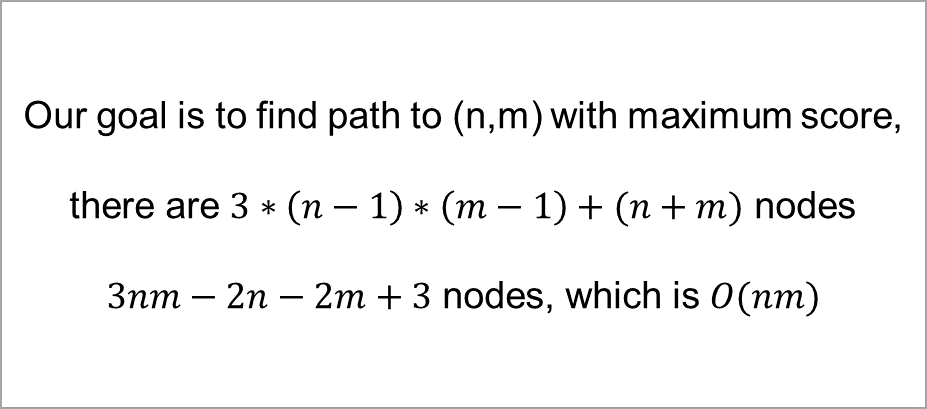 Our goal is to find path to (n,m) with maximum score,
there are 3 ∗ (n − 1) ∗ (m − 1) + (n + m) nodes
3nm − 2n − 2m + 3 nodes, which is O(nm)